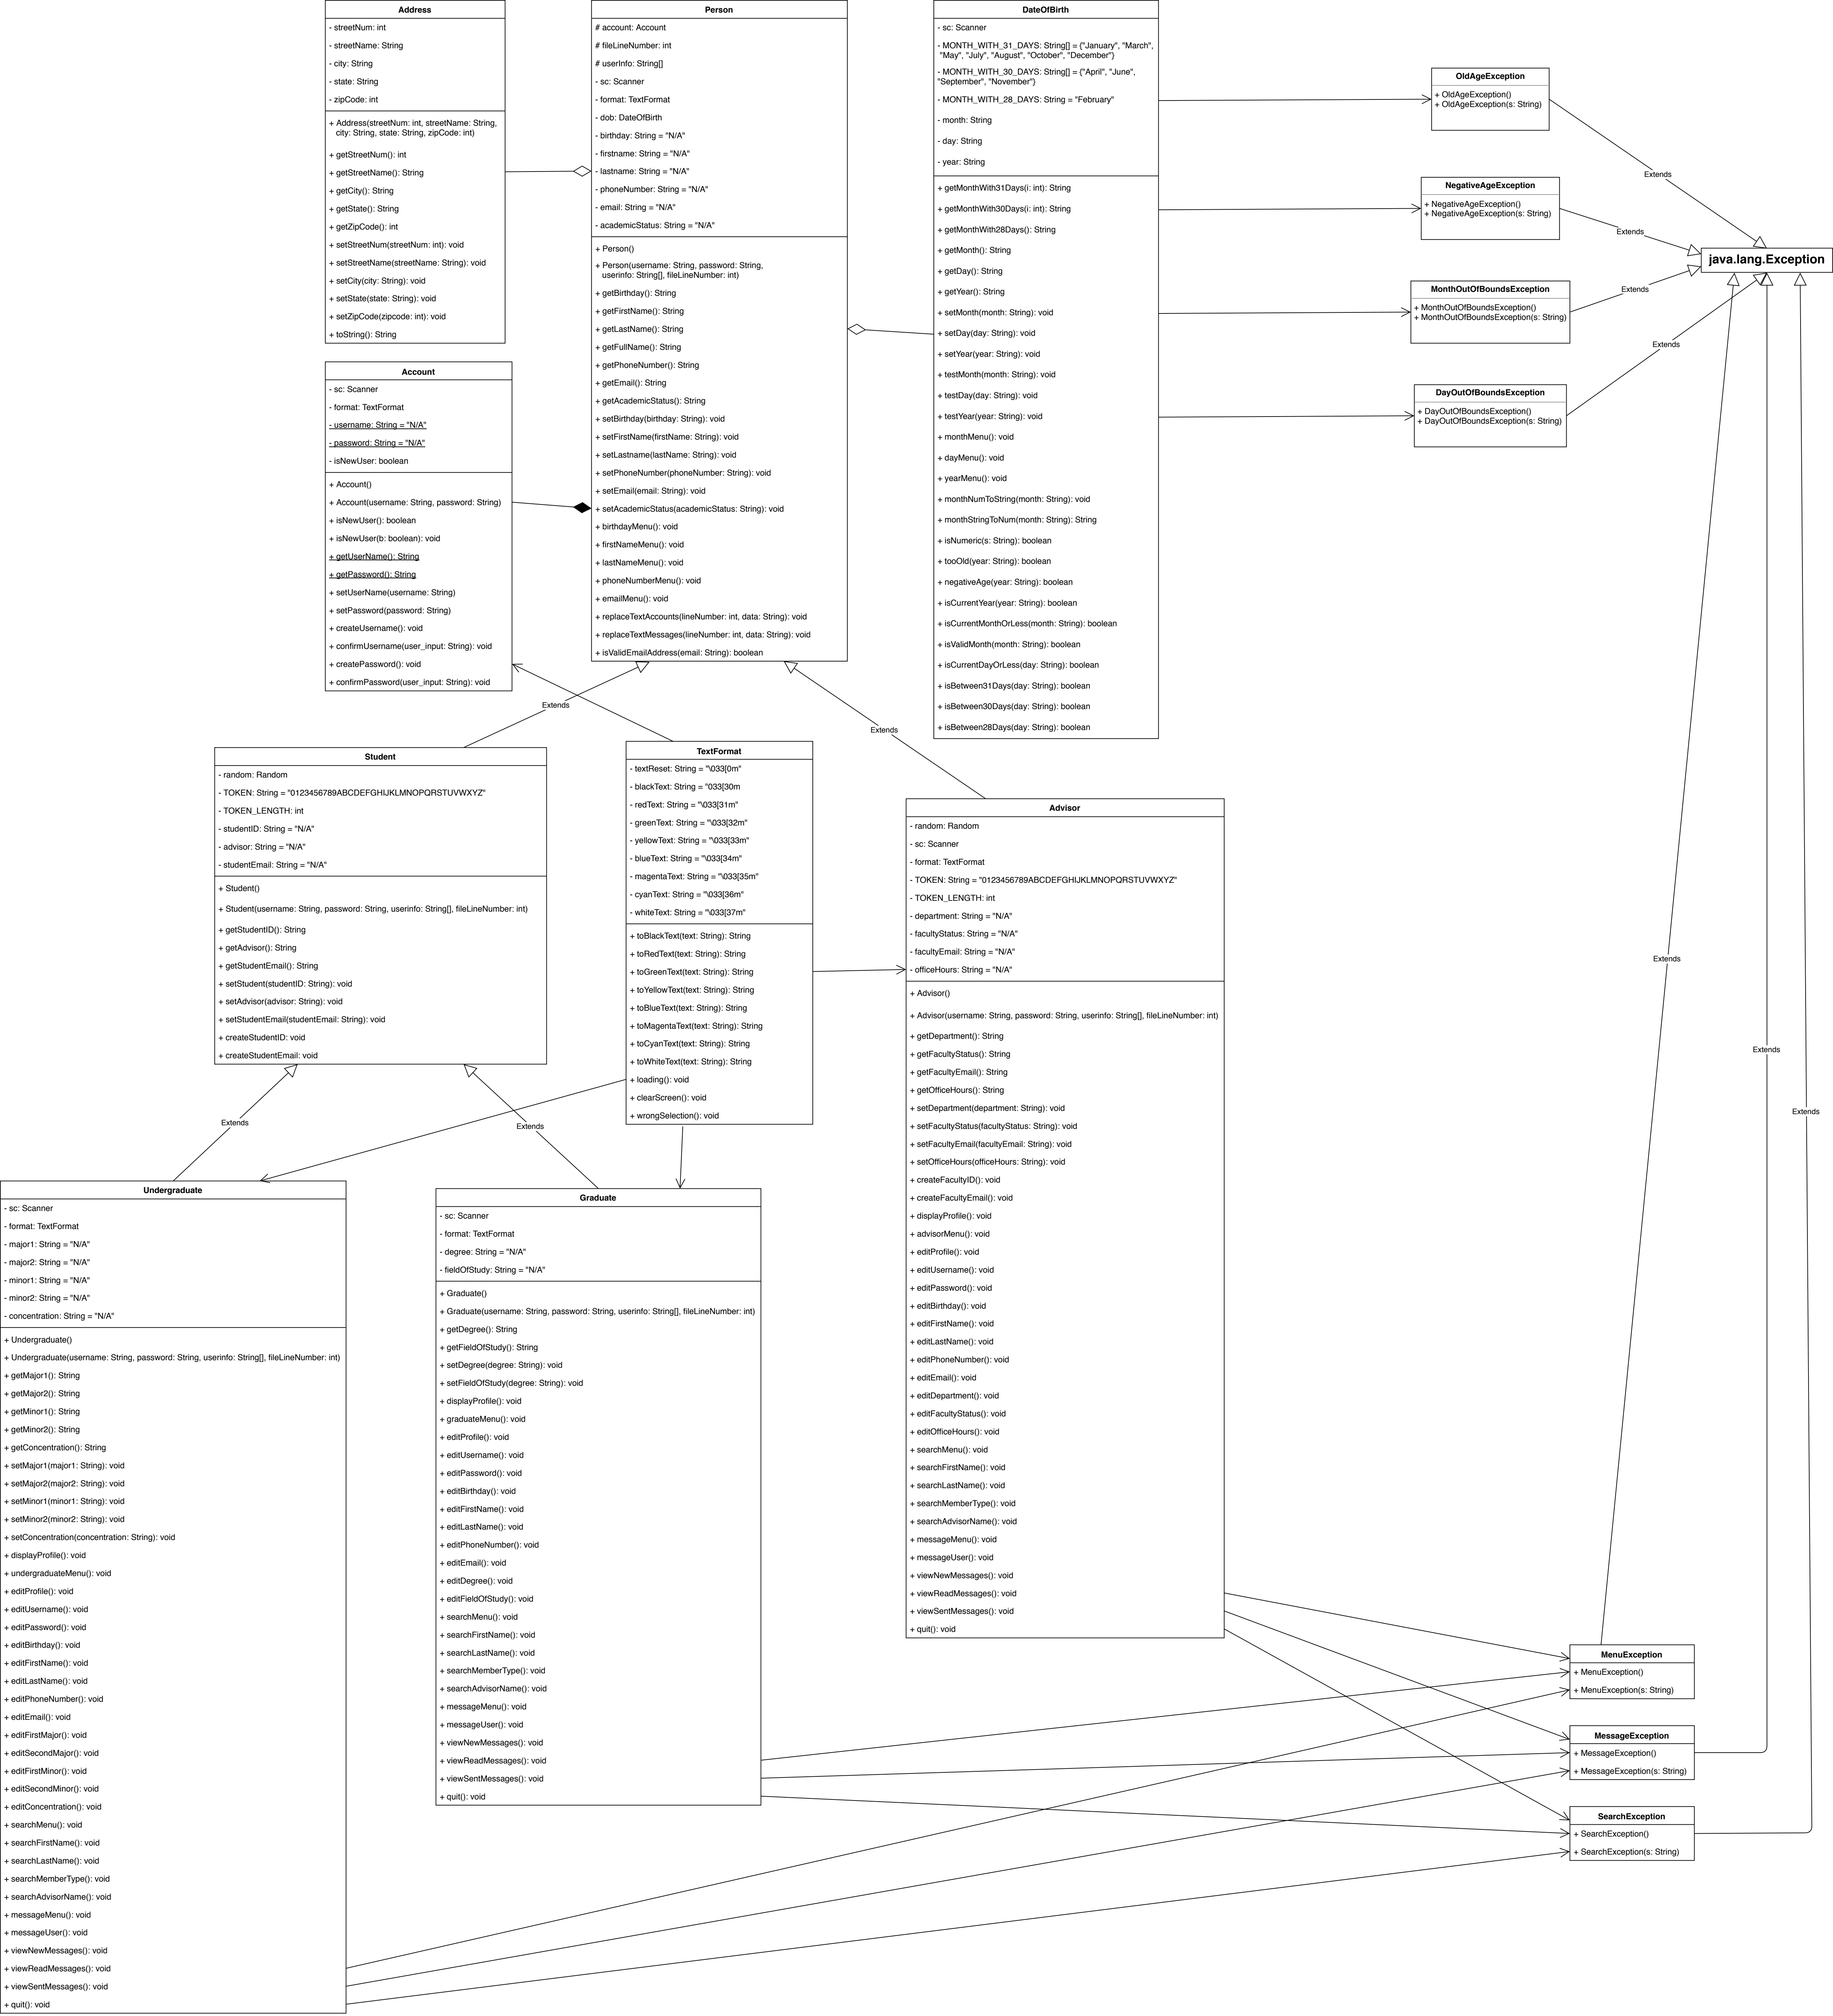 Address
- streetNum: int
- streetName: String
- city: String
- state: String
- zipCode: int
+ Address(streetNum: int, streetName: String,
city: String, state: String, zipCode: int)
+ getStreetNum(): int
+ getStreetName(): String
+ getCity(): String
+ getState(): String
+ getZipCode(): int
+ setStreetNum(streetNum: int): void
+ setStreetName(streetName: String): void
+ setCity(city: String): void
+ setState(state: String): void
+ setZipCode(zipcode: int): void
+ toString(): String
Person
# account: Account
# fileLineNumber: int
# userInfo: String[]
- sc: Scanner
- format: TextFormat
- dob: DateOfBirth
- birthday: String = "N/A"
- firstname: String = "N/A"
- lastname: String = "N/A"
- phoneNumber: String = "N/A"
- email: String = "N/A"
- academicStatus: String = "N/A"
+ Person()
+ Person(username: String, password: String,
userinfo: String[], fileLineNumber: int)
+ getBirthday(): String
+ getFirstName(): String
+ getLastName(): String
+ getFullName(): String
+ getPhoneNumber(): String
+ getEmail(): String
+ getAcademicStatus(): String
+ setBirthday(birthday: String): void
+ setFirstName(firstName: String): void
+ setLastname(lastName: String): void
+ setPhoneNumber(phoneNumber: String): void
+ setEmail(email: String): void
+ setAcademicStatus(academicStatus: String): void
+ birthdayMenu(): void
+ firstNameMenu(): void
+ lastNameMenu(): void
+ phoneNumberMenu(): void
+ emailMenu(): void
+ replaceTextAccounts(lineNumber: int, data: String): void
+ replaceTextMessages(lineNumber: int, data: String): void
+ isValidEmailAddress(email: String): boolean
DateOfBirth
- sc: Scanner
- MONTH_WITH_31_DAYS: String[] = {"January", "March",
"May", "July", "August", "October", "December"}
- MONTH_WITH_30_DAYS: String[] = {"April", "June",
"September", "November"}
- MONTH_WITH_28_DAYS: String = "February"
- month: String
- day: String
- year: String
+ getMonthWith31Days(i: int): String
+ getMonthWith30Days(i: int): String
+ getMonthWith28Days(): String
+ getMonth(): String
+ getDay(): String
+ getYear(): String
+ setMonth(month: String): void
+ setDay(day: String): void
+ setYear(year: String): void
+ testMonth(month: String): void
+ testDay(day: String): void
+ testYear(year: String): void
+ monthMenu(): void
+ dayMenu(): void
+ yearMenu(): void
+ monthNumToString(month: String): void
+ monthStringToNum(month: String): String
+ isNumeric(s: String): boolean
+ tooOld(year: String): boolean
+ negativeAge(year: String): boolean
+ isCurrentYear(year: String): boolean
+ isCurrentMonthOrLess(month: String): boolean
+ isValidMonth(month: String): boolean
+ isCurrentDayOrLess(day: String): boolean
+ isBetween31Days(day: String): boolean
+ isBetween30Days(day: String): boolean
+ isBetween28Days(day: String): boolean
OldAgeException
+ OldAgeException()
+ OldAgeException(s: String)
Extends
NegativeAgeException
+ NegativeAgeException()
+ NegativeAgeException(s: String)
Extends
java.lang.Exception
MonthOutOfBoundsException
+ MonthOutOfBoundsException()
+ MonthOutOfBoundsException(s: String)
Extends
DayOutOfBoundsException
+ DayOutOfBoundsException()
+ DayOutOfBoundsException(s: String)
Extends
Account
- sc: Scanner
- format: TextFormat
- username: String = "N/A"
- password: String = "N/A"
- isNewUser: boolean
+ Account()
+ Account(username: String, password: String)
+ isNewUser(): boolean
+ isNewUser(b: boolean): void
+ getUserName(): String
+ getPassword(): String
+ setUserName(username: String)
+ setPassword(password: String)
+ createUsername(): void
+ confirmUsername(user_input: String): void
+ createPassword(): void
+ confirmPassword(user_input: String): void
Extends
Extends
Student
- random: Random
- TOKEN: String = "0123456789ABCDEFGHIJKLMNOPQRSTUVWXYZ"
- TOKEN_LENGTH: int
- studentID: String = "N/A"
- advisor: String = "N/A"
- studentEmail: String = "N/A"
+ Student()
+ Student(username: String, password: String, userinfo: String[], fileLineNumber: int)
+ getStudentID(): String
+ getAdvisor(): String
+ getStudentEmail(): String
+ setStudent(studentID: String): void
+ setAdvisor(advisor: String): void
+ setStudentEmail(studentEmail: String): void
+ createStudentID: void
+ createStudentEmail: void
TextFormat
- textReset: String = "\033[0m"
- blackText: String = "033[30m
- redText: String = "\033[31m"
- greenText: String = "\033[32m"
- yellowText: String = "\033[33m"
- blueText: String = "\033[34m"
- magentaText: String = "\033[35m"
- cyanText: String = "\033[36m"
- whiteText: String = "\033[37m"
+ toBlackText(text: String): String
+ toRedText(text: String): String
+ toGreenText(text: String): String
+ toYellowText(text: String): String
+ toBlueText(text: String): String
+ toMagentaText(text: String): String
+ toCyanText(text: String): String
+ toWhiteText(text: String): String
+ loading(): void
+ clearScreen(): void
+ wrongSelection(): void
Advisor
- random: Random
- sc: Scanner
- format: TextFormat
- TOKEN: String = "0123456789ABCDEFGHIJKLMNOPQRSTUVWXYZ"
- TOKEN_LENGTH: int
- department: String = "N/A"
- facultyStatus: String = "N/A"
- facultyEmail: String = "N/A"
- officeHours: String = "N/A"
+ Advisor()
+ Advisor(username: String, password: String, userinfo: String[], fileLineNumber: int)
+ getDepartment(): String
+ getFacultyStatus(): String
+ getFacultyEmail(): String
+ getOfficeHours(): String
+ setDepartment(department: String): void
+ setFacultyStatus(facultyStatus: String): void
+ setFacultyEmail(facultyEmail: String): void
+ setOfficeHours(officeHours: String): void
+ createFacultyID(): void
+ createFacultyEmail(): void
+ displayProfile(): void
+ advisorMenu(): void
+ editProfile(): void
+ editUsername(): void
+ editPassword(): void
+ editBirthday(): void
+ editFirstName(): void
+ editLastName(): void
+ editPhoneNumber(): void
+ editEmail(): void
+ editDepartment(): void
+ editFacultyStatus(): void
+ editOfficeHours(): void
+ searchMenu(): void
+ searchFirstName(): void
+ searchLastName(): void
+ searchMemberType(): void
+ searchAdvisorName(): void
+ messageMenu(): void
+ messageUser(): void
+ viewNewMessages(): void
+ viewReadMessages(): void
+ viewSentMessages(): void
+ quit(): void
Extends
Extends
Extends
Extends
Extends
Undergraduate
- sc: Scanner
- format: TextFormat
- major1: String = "N/A"
- major2: String = "N/A"
- minor1: String = "N/A"
- minor2: String = "N/A"
- concentration: String = "N/A"
+ Undergraduate()
+ Undergraduate(username: String, password: String, userinfo: String[], fileLineNumber: int)
+ getMajor1(): String
+ getMajor2(): String
+ getMinor1(): String
+ getMinor2(): String
+ getConcentration(): String
+ setMajor1(major1: String): void
+ setMajor2(major2: String): void
+ setMinor1(minor1: String): void
+ setMinor2(minor2: String): void
+ setConcentration(concentration: String): void
+ displayProfile(): void
+ undergraduateMenu(): void
+ editProfile(): void
+ editUsername(): void
+ editPassword(): void
+ editBirthday(): void
+ editFirstName(): void
+ editLastName(): void
+ editPhoneNumber(): void
+ editEmail(): void
+ editFirstMajor(): void
+ editSecondMajor(): void
+ editFirstMinor(): void
+ editSecondMinor(): void
+ editConcentration(): void
+ searchMenu(): void
+ searchFirstName(): void
+ searchLastName(): void
+ searchMemberType(): void
+ searchAdvisorName(): void
+ messageMenu(): void
+ messageUser(): void
+ viewNewMessages(): void
+ viewReadMessages(): void
+ viewSentMessages(): void
+ quit(): void
Graduate
- sc: Scanner
- format: TextFormat
- degree: String = "N/A"
- fieldOfStudy: String = "N/A"
+ Graduate()
+ Graduate(username: String, password: String, userinfo: String[], fileLineNumber: int)
+ getDegree(): String
+ getFieldOfStudy(): String
+ setDegree(degree: String): void
+ setFieldOfStudy(degree: String): void
+ displayProfile(): void
+ graduateMenu(): void
+ editProfile(): void
+ editUsername(): void
+ editPassword(): void
+ editBirthday(): void
+ editFirstName(): void
+ editLastName(): void
+ editPhoneNumber(): void
+ editEmail(): void
+ editDegree(): void
+ editFieldOfStudy(): void
+ searchMenu(): void
+ searchFirstName(): void
+ searchLastName(): void
+ searchMemberType(): void
+ searchAdvisorName(): void
+ messageMenu(): void
+ messageUser(): void
+ viewNewMessages(): void
+ viewReadMessages(): void
+ viewSentMessages(): void
+ quit(): void
MenuException
+ MenuException()
+ MenuException(s: String)
MessageException
+ MessageException()
+ MessageException(s: String)
SearchException
+ SearchException()
+ SearchException(s: String)